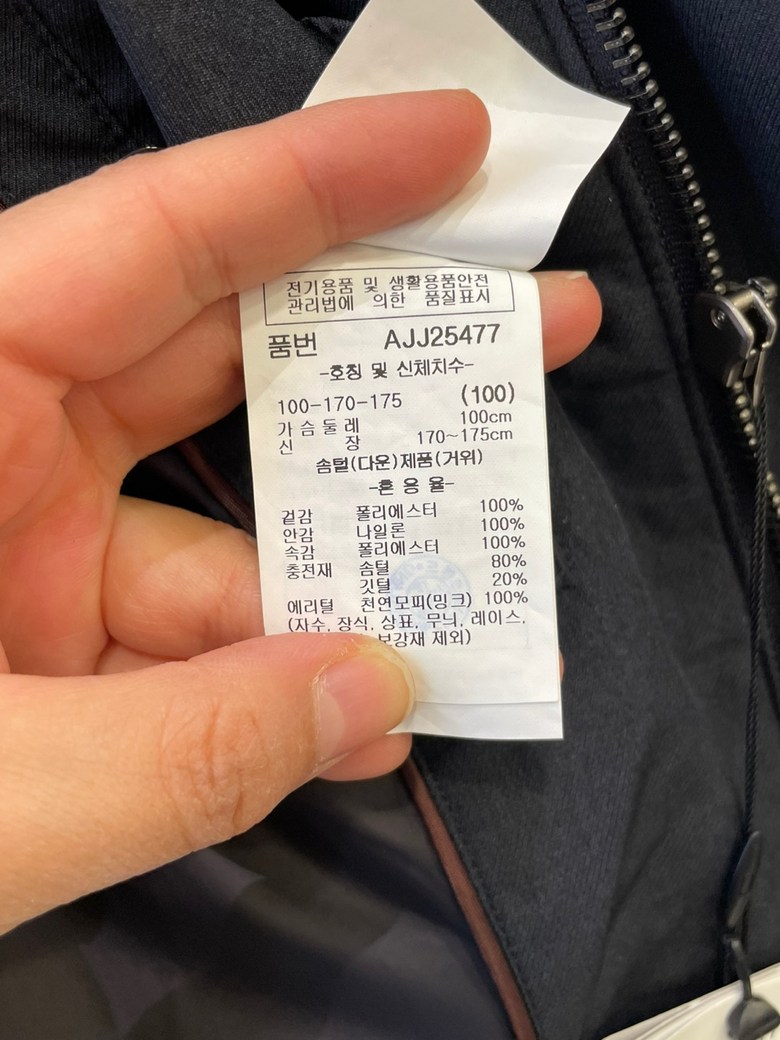 전기용품 및 생활용품안전
관리법에 의한 품질표시
품번 AJJ25477
-호칭 및 신체치수-
100-170-175 (100)
가슴둘레 100cm
신장 170~175cm
솜털(다운)제품(거위)
-혼용율-
겉감 폴리에스터 100%
안감 나일론 100%
속감 폴리에스터 100%
충전재 솜털 80%
깃털 20%
에리털 천연모피(밍크) 100%
(자수, 장식, 상표, 무늬, 레이스,
보강재 제외)